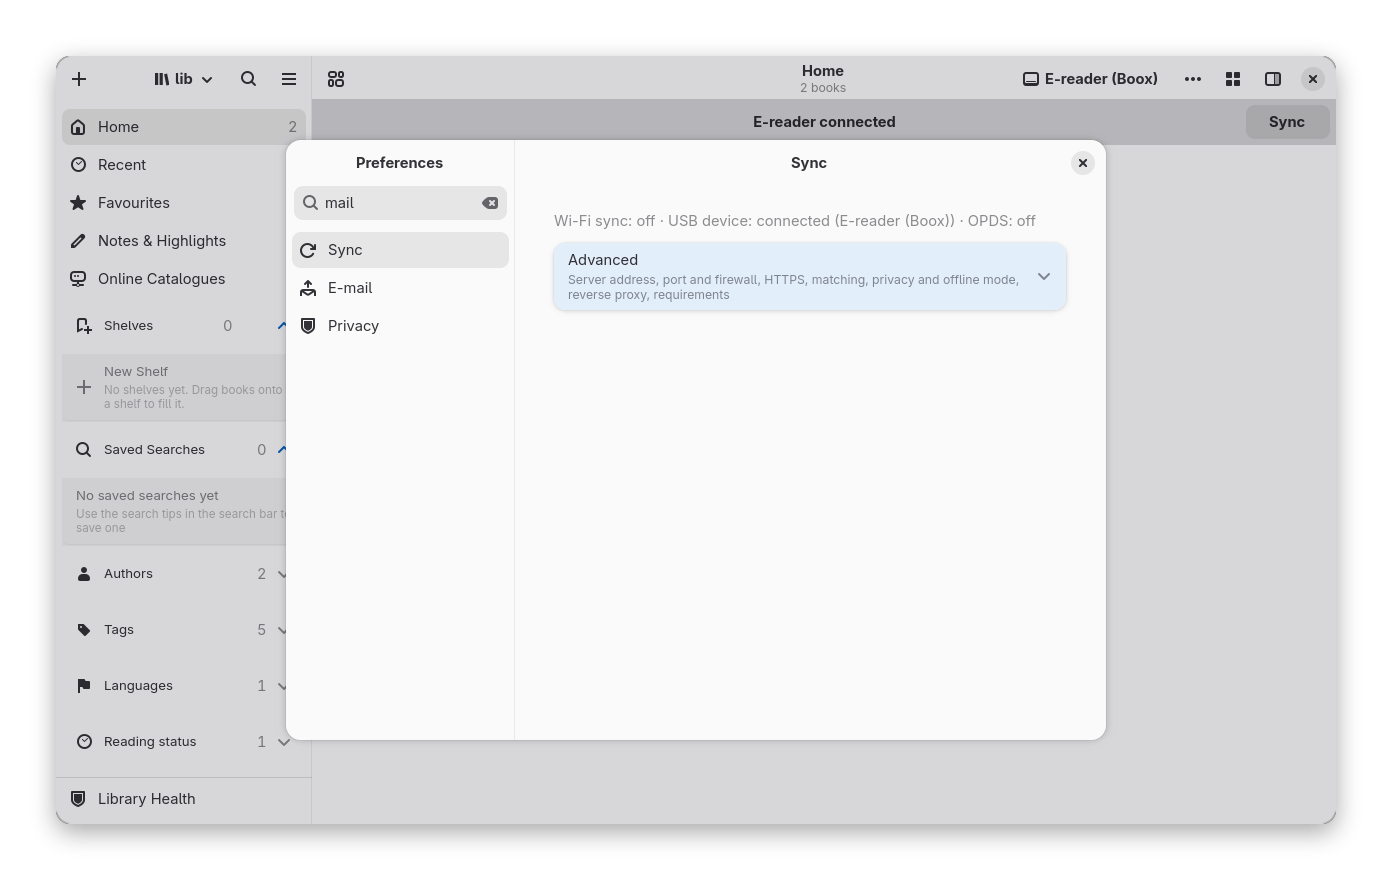 lib
Home
2 books
E-reader (Boox)
E-reader connected
Sync
Home 2
Recent
Favourites
Notes & Highlights
Online Catalogues
Shelves 0
New Shelf
No shelves yet. Drag books onto
a shelf to fill it.
Saved Searches 0
No saved searches yet
Use the search tips in the search bar
save one
Authors 2
Tags 5
Languages 1
Reading status 1
Library Health
Preferences
mail
Sync
E-mail
Privacy
Sync
Wi-Fi sync: off · USB device: connected (E-reader (Boox)) · OPDS: off
Advanced
Server address, port and firewall, HTTPS, matching, privacy and offline mode,
reverse proxy, requirements